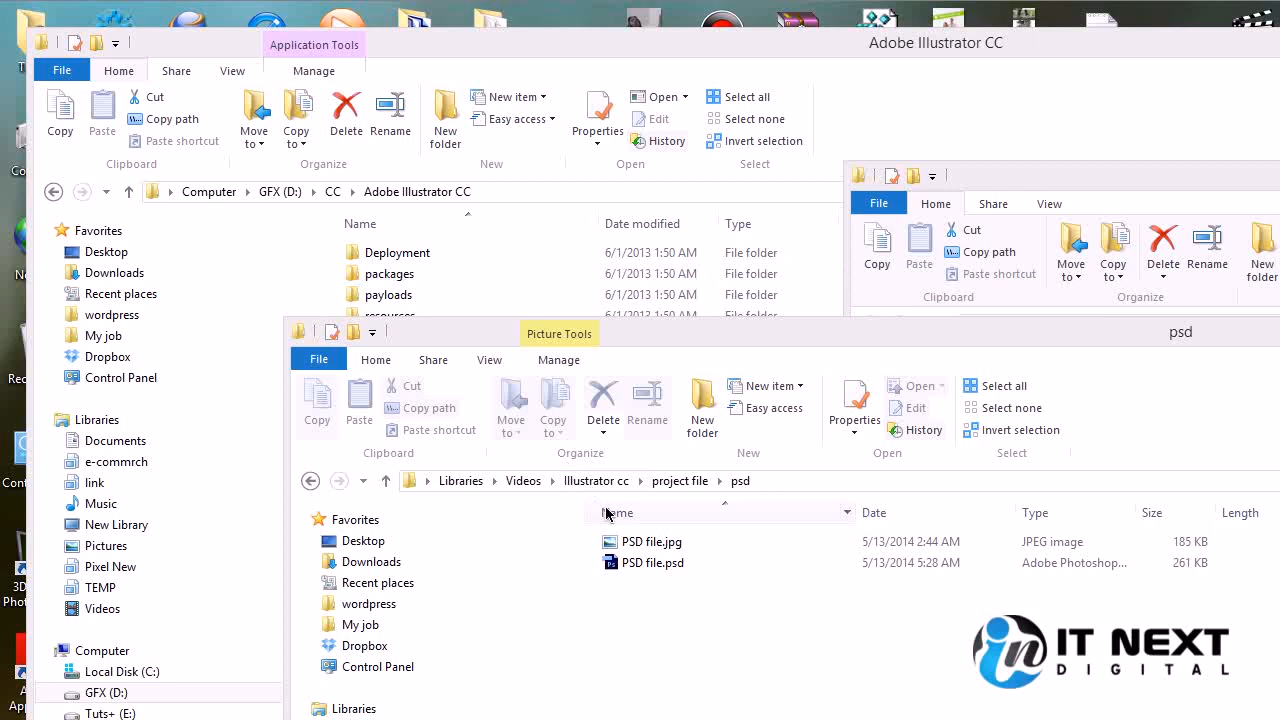 Application Tools
Adobe Illustrator CC
File
Home
Share
View
Manage
Copy
Paste
Cut
Copy path
Paste shortcut
Clipboard
Move to
Copy to
Delete
Rename
Organize
New folder
New item
Easy access
New
Properties
Open
Edit
History
Open
Select all
Select none
Invert selection
Select
Computer
GFX (D:)
CC
Adobe Illustrator CC
Name
Date modified
Type
Deployment 6/1/2013 1:50 AM File folder
packages 6/1/2013 1:50 AM File folder
payloads 6/1/2013 1:50 AM File folder
resources 6/1/2013 1:50 AM File folder
Favorites
Desktop
Downloads
Recent places
wordpress
My job
Dropbox
Control Panel
Libraries
Documents
e-commrch
link
Music
New Library
Pictures
Pixel New
TEMP
Videos
Computer
Local Disk (C:)
GFX (D:)
Tuts+ (E:)
File
Home
Share
View
Copy
Paste
Cut
Copy path
Paste shortcut
Clipboard
Move to
Copy to
Delete
Rename
Organize
New folder
Picture Tools
psd
File
Home
Share
View
Manage
Copy
Paste
Cut
Copy path
Paste shortcut
Clipboard
Move to
Copy to
Delete
Rename
Organize
New folder
New item
Easy access
New
Properties
Open
Edit
History
Open
Select all
Select none
Invert selection
Select
Libraries
Videos
Illustrator cc
project file
psd
Name
Date
Type
Size
Length
PSD file.jpg 5/13/2014 2:44 AM JPEG image 185 KB
PSD file.psd 5/13/2014 5:28 AM Adobe Photoshop... 261 KB
Favorites
Desktop
Downloads
Recent places
wordpress
My job
Dropbox
Control Panel
Libraries
in
IT NEXT
DIGITAL